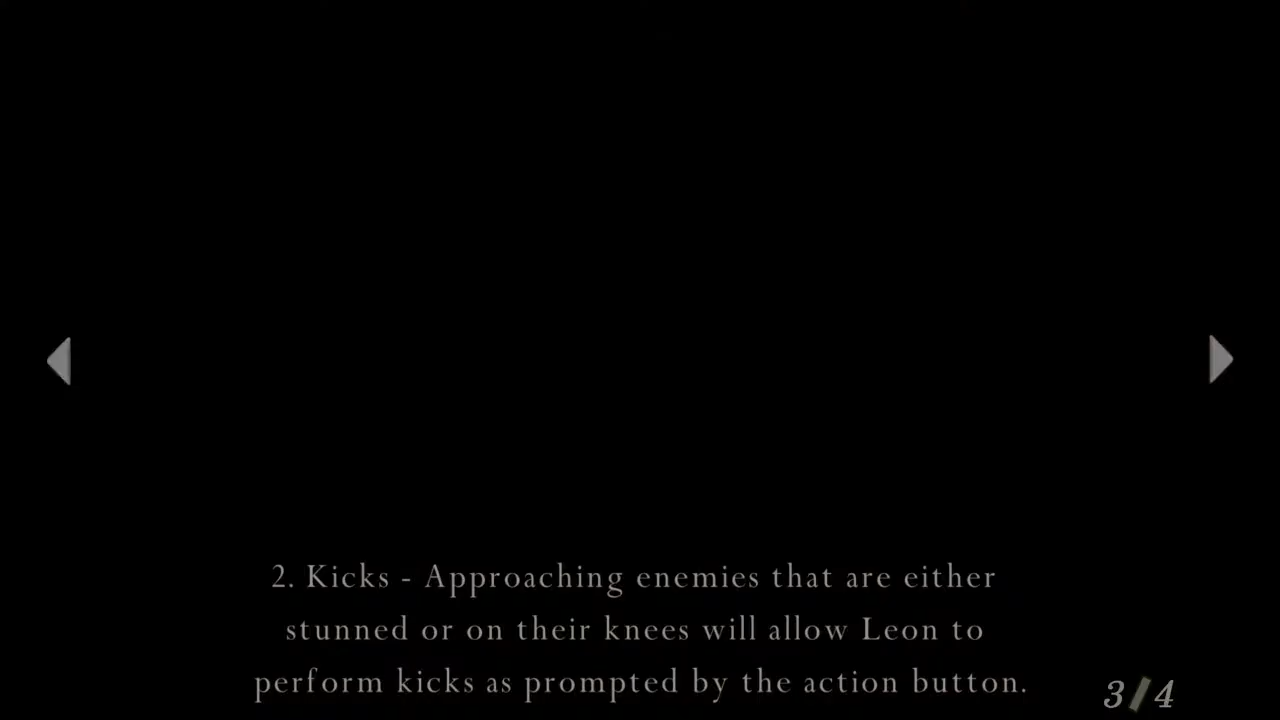 2. Kicks - Approaching enemies that are either
stunned or on their knees will allow Leon to
perform kicks as prompted by the action button.
3/4